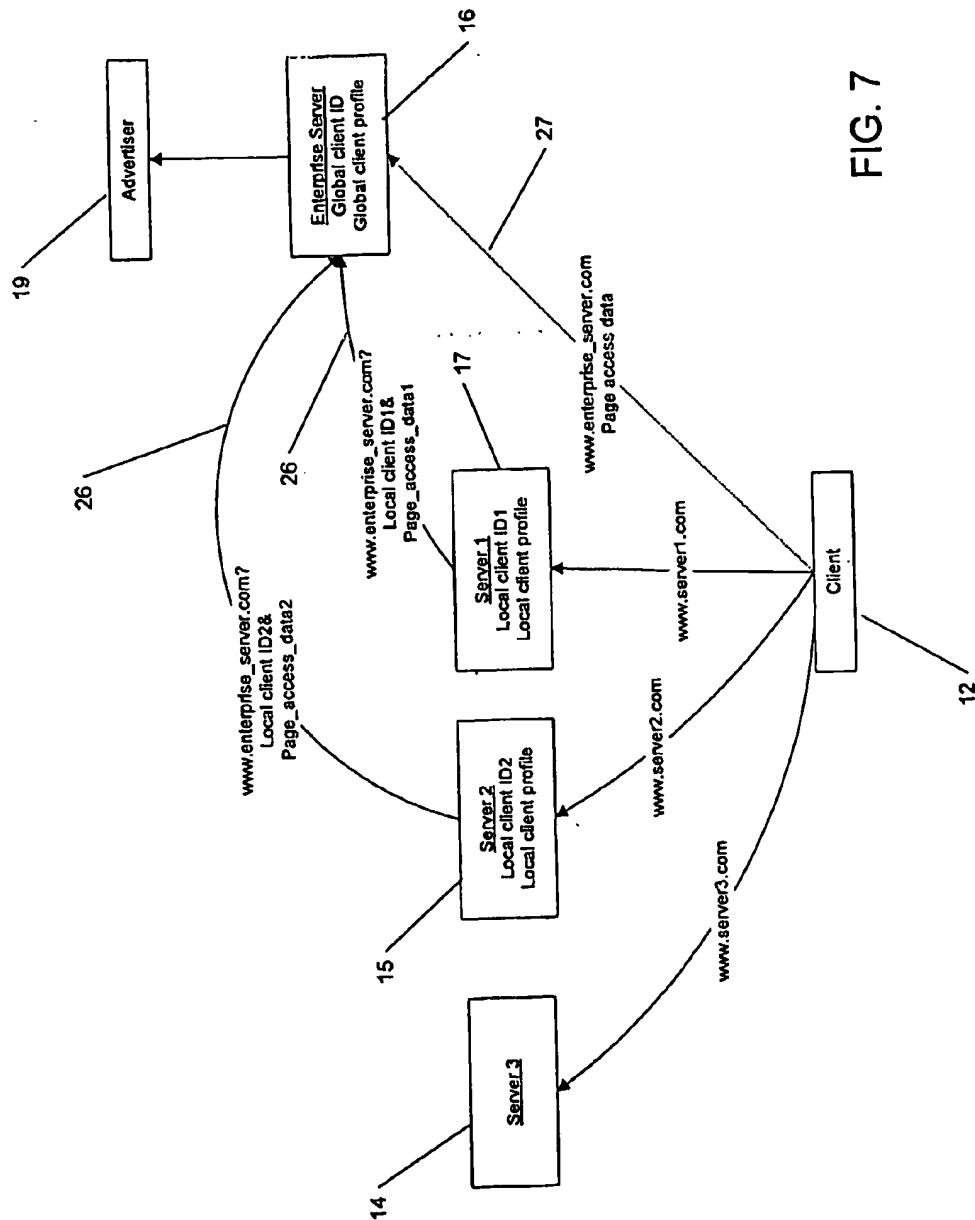 19
Advertiser
16
Enterprise Server
Global client ID
Global client profile
27
26
26
www.enterprise_server.com?
Local client ID2&
Page_access_data2
www.enterprise_server.com?
Local client ID1&
Page_access_data1
www.enterprise_server.com
Page access data
17
Server 1
Local client ID1
Local client profile
Server 2
Local client ID2
Local client profile
15
Server 3
14
www.server1.com
www.server2.com
www.server3.com
Client
12
FIG. 7